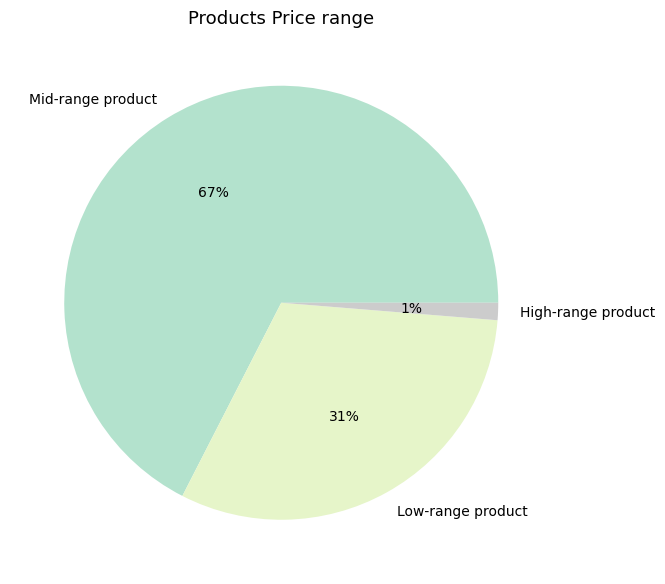 Products Price range
Mid-range product
67%
1%
High-range product
31%
Low-range product